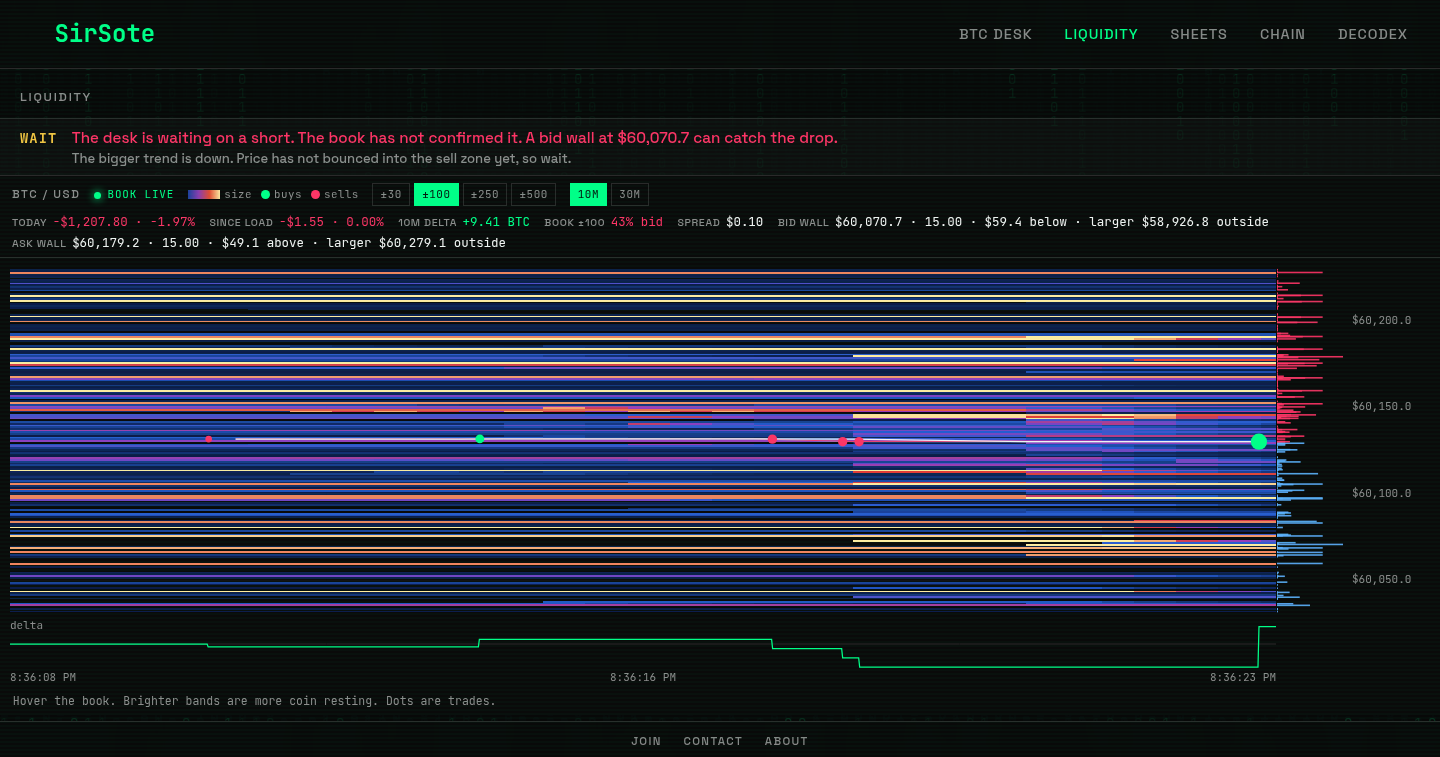 SirSote
BTC DESK LIQUIDITY SHEETS CHAIN DECODEX
LIQUIDITY
WAIT The desk is waiting on a short. The book has not confirmed it. A bid wall at $60,070.7 can catch the drop.
The bigger trend is down. Price has not bounced into the sell zone yet, so wait.
BTC / USD BOOK LIVE size buys sells ±30 ±100 ±250 ±500 10M 30M
TODAY -$1,207.80 · -1.97% SINCE LOAD -$1.55 · 0.00% 10M DELTA +9.41 BTC BOOK ±100 43% bid SPREAD $0.10 BID WALL $60,070.7 · 15.00 · $59.4 below · larger $58,926.8 outside
ASK WALL $60,179.2 · 15.00 · $49.1 above · larger $60,279.1 outside
$60,200.0
$60,150.0
$60,100.0
$60,050.0
delta
8:36:08 PM 8:36:16 PM 8:36:23 PM
Hover the book. Brighter bands are more coin resting. Dots are trades.
JOIN CONTACT ABOUT